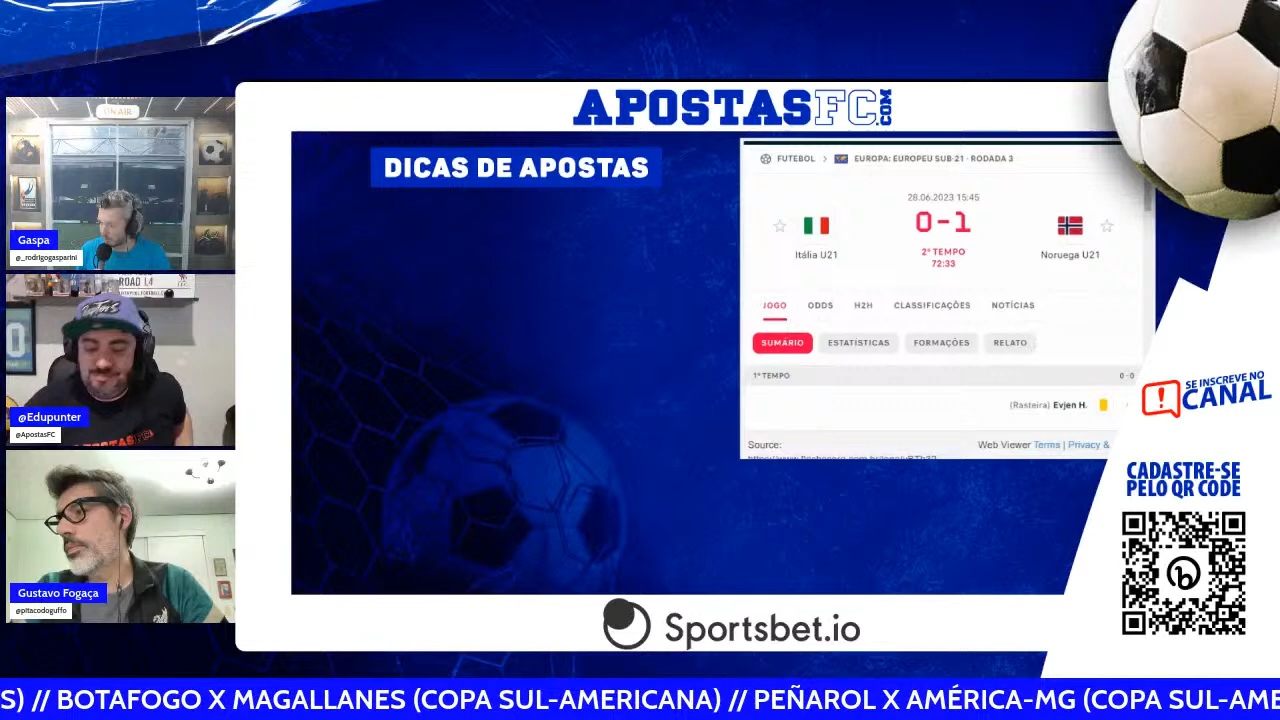 APOSTASFC.COM
DICAS DE APOSTAS
ON AIR
Gaspa
@_rodrigogasparini
ROAD
@Edupunter
@ApostasFC
APOSTASFC
Gustavo Fogaça
@pitacodoguffo
FUTEBOL > EUROPA: EUROPEU SUB-21 - RODADA 3
28.06.2023 15:45
0-1
Itália U21
2º TEMPO
72:33
Noruega U21
JOGO ODDS H2H CLASSIFICAÇÕES NOTÍCIAS
SUMÁRIO ESTATÍSTICAS FORMAÇÕES RELATO
1º TEMPO 0 - 0
(Rasteira) Evjen H.
Source: Web Viewer Terms | Privacy &
SE INSCREVE NO
CANAL
CADASTRE-SE
PELO QR CODE
Sportsbet.io
S) // BOTAFOGO X MAGALLANES (COPA SUL-AMERICANA) // PEÑAROL X AMÉRICA-MG (COPA SUL-AME